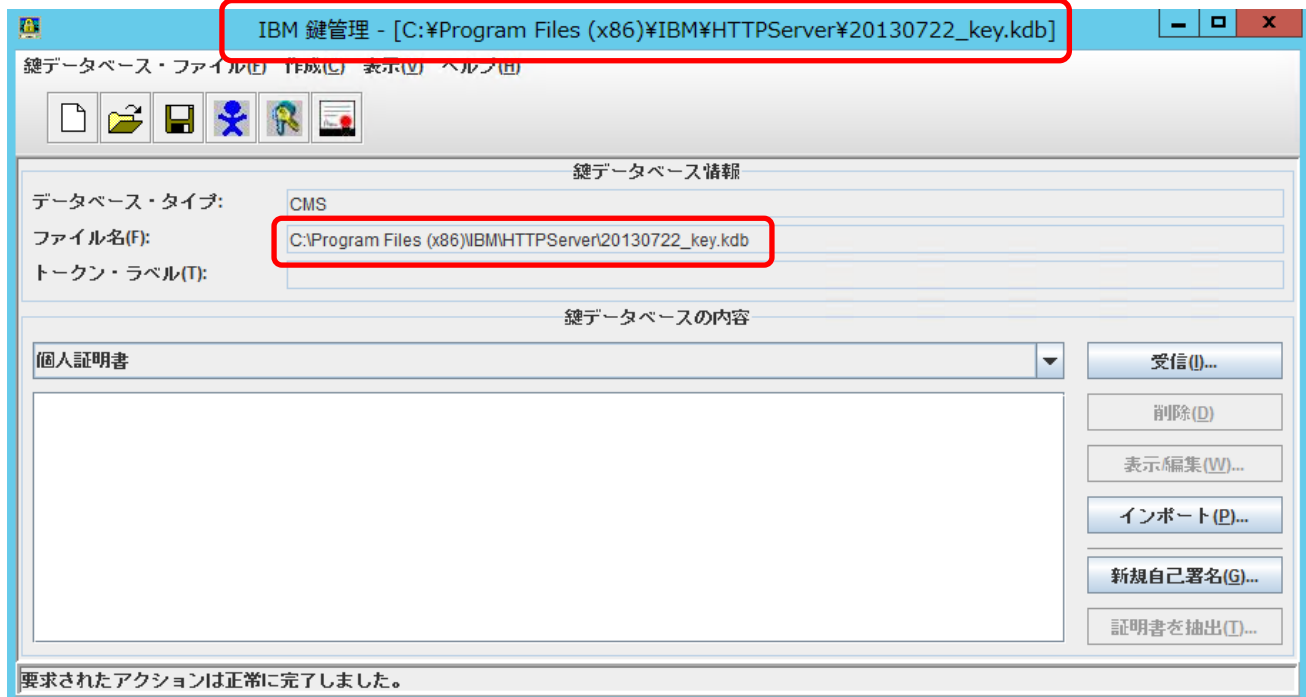 IBM 鍵管理 - [C:¥Program Files (x86)¥IBM¥HTTPServer¥20130722_key.kdb]
鍵データベース・ファイル(F) 作成(C) 表示(V) ヘルプ(H)
鍵データベース情報
データベース・タイプ: CMS
ファイル名(F): C:\Program Files (x86)\IBM\HTTPServer\20130722_key.kdb
トークン・ラベル(T):
鍵データベースの内容
個人証明書
受信(I)...
削除(D)
表示/編集(W)...
インポート(P)...
新規自己署名(G)...
証明書を抽出(T)...
要求されたアクションは正常に完了しました。